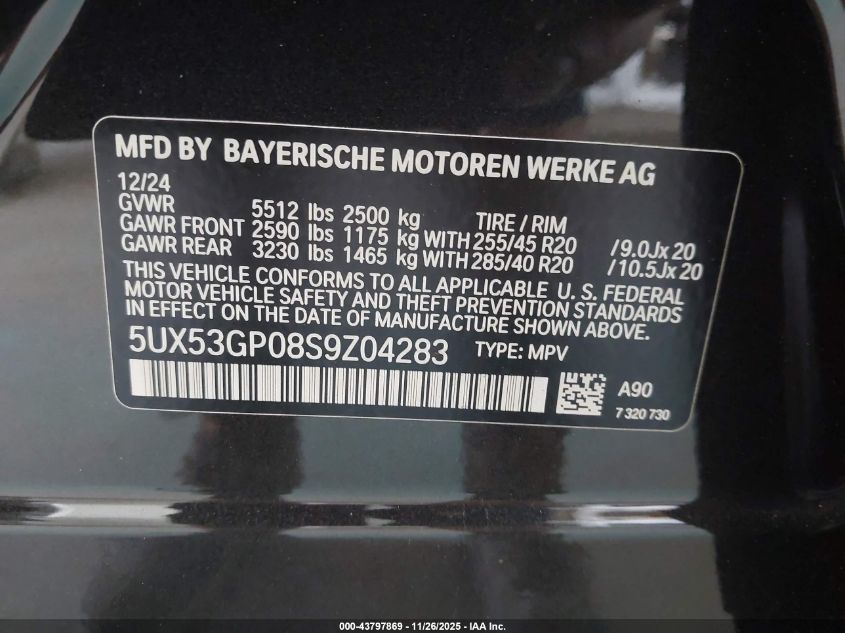 MFD BY BAYERISCHE MOTOREN WERKE AG
12/24
GVWR 5512 lbs 2500 kg TIRE / RIM
GAWR FRONT 2590 lbs 1175 kg WITH 255/45 R20 /9.0Jx20
GAWR REAR 3230 lbs 1465 kg WITH 285/40 R20 /10.5Jx20
THIS VEHICLE CONFORMS TO ALL APPLICABLE U. S. FEDERAL
MOTOR VEHICLE SAFETY AND THEFT PREVENTION STANDARDS
IN EFFECT ON THE DATE OF MANUFACTURE SHOWN ABOVE.
5UX53GP08S9Z04283 TYPE: MPV
A90
7 320 730
000-43797869 - 11/26/2025 - IAA Inc.